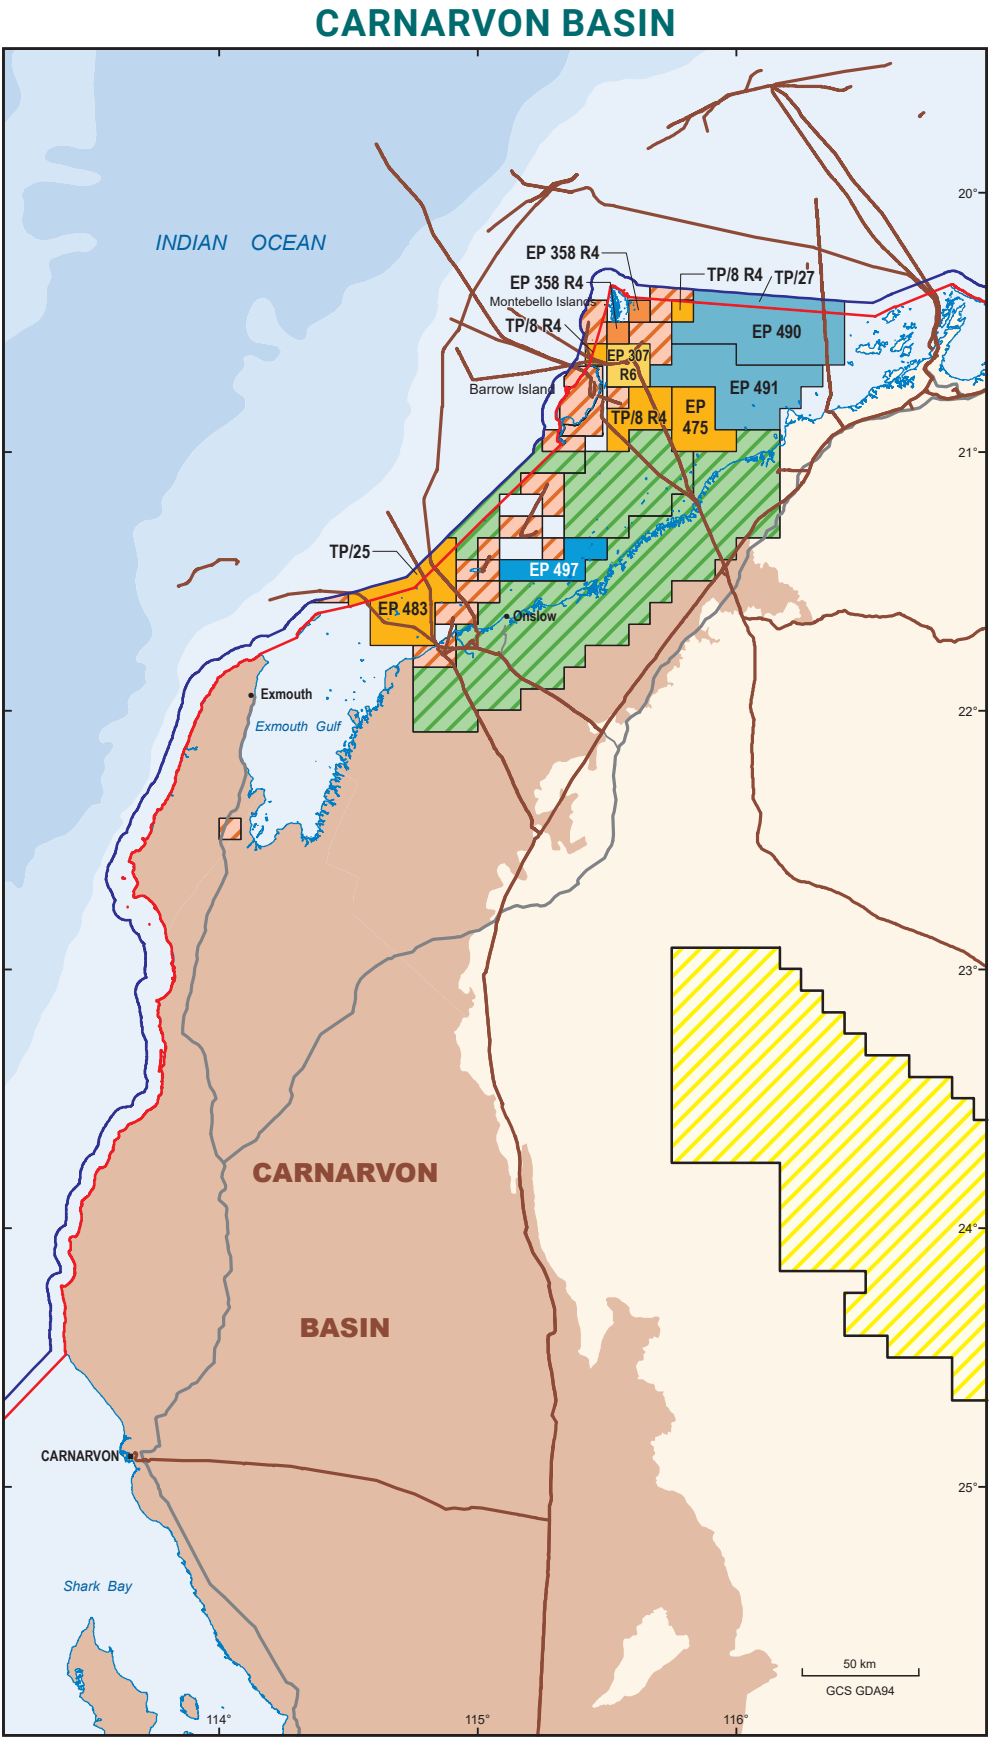 CARNARVON BASIN
20°
INDIAN OCEAN
EP 358 R4
TP/8 R4
TP/27
EP 358 R4
Montebello Islands
TP/8 R4
EP 490
EP 307
R6
Barrow Island
EP 491
EP
475
TP/8 R4
21°
TP/25
EP 497
EP 483
Onslow
Exmouth
22°
Exmouth Gulf
23°
CARNARVON
24°
BASIN
CARNARVON
25°
Shark Bay
50 km
GCS GDA94
114°
115°
116°